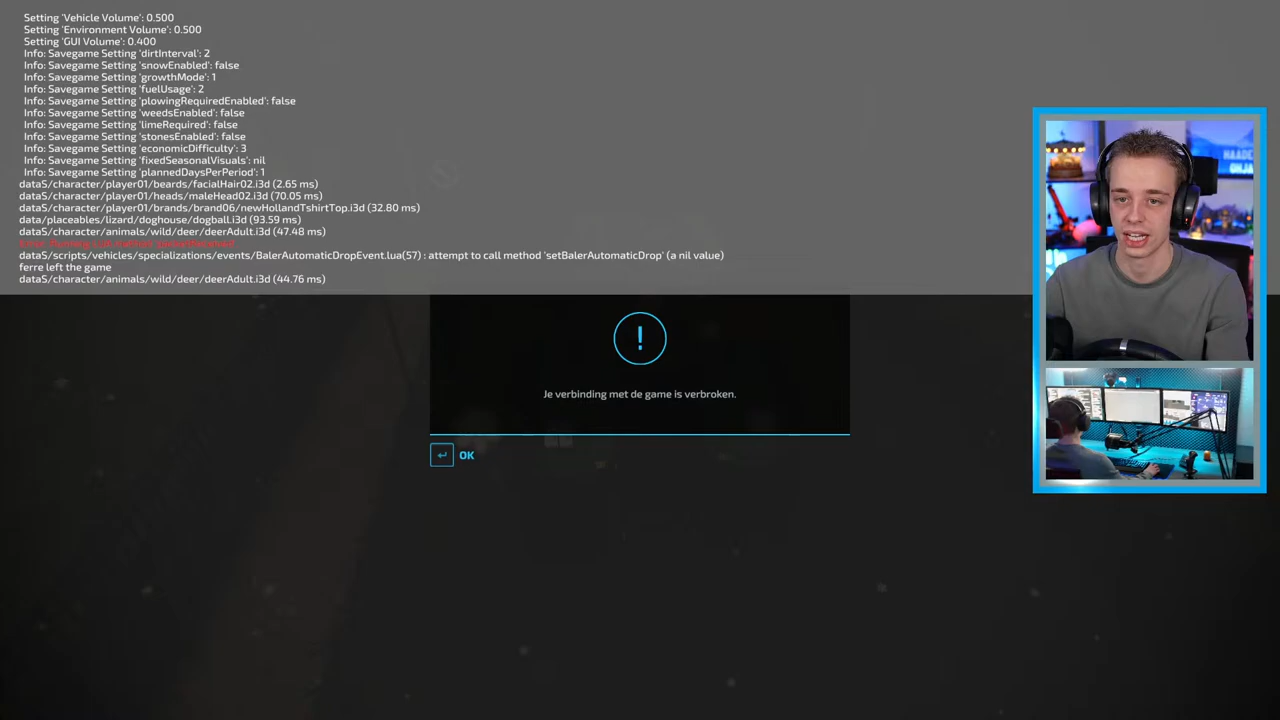 Setting 'Vehicle Volume': 0.500
Setting 'Environment Volume': 0.500
Setting 'GUI Volume': 0.400
Info: Savegame Setting 'dirtInterval': 2
Info: Savegame Setting 'snowEnabled': false
Info: Savegame Setting 'growthMode': 1
Info: Savegame Setting 'fuelUsage': 2
Info: Savegame Setting 'plowingRequiredEnabled': false
Info: Savegame Setting 'weedsEnabled': false
Info: Savegame Setting 'limeRequired': false
Info: Savegame Setting 'stonesEnabled': false
Info: Savegame Setting 'economicDifficulty': 3
Info: Savegame Setting 'fixedSeasonalVisuals': nil
Info: Savegame Setting 'plannedDaysPerPeriod': 1
dataS/character/player01/beards/facialHair02.i3d (2.65 ms)
dataS/character/player01/heads/maleHead02.i3d (70.05 ms)
dataS/character/player01/brands/brand06/newHollandTshirtTop.i3d (32.80 ms)
data/placeables/lizard/doghouse/dogball.i3d (93.59 ms)
dataS/character/animals/wild/deer/deerAdult.i3d (47.48 ms)
Error: Running LUA method 'packetReceived'.
dataS/scripts/vehicles/specializations/events/BalerAutomaticDropEvent.lua(57) : attempt to call method 'setBalerAutomaticDrop' (a nil value)
ferre left the game
dataS/character/animals/wild/deer/deerAdult.i3d (44.76 ms)
Je verbinding met de game is verbroken.
OK